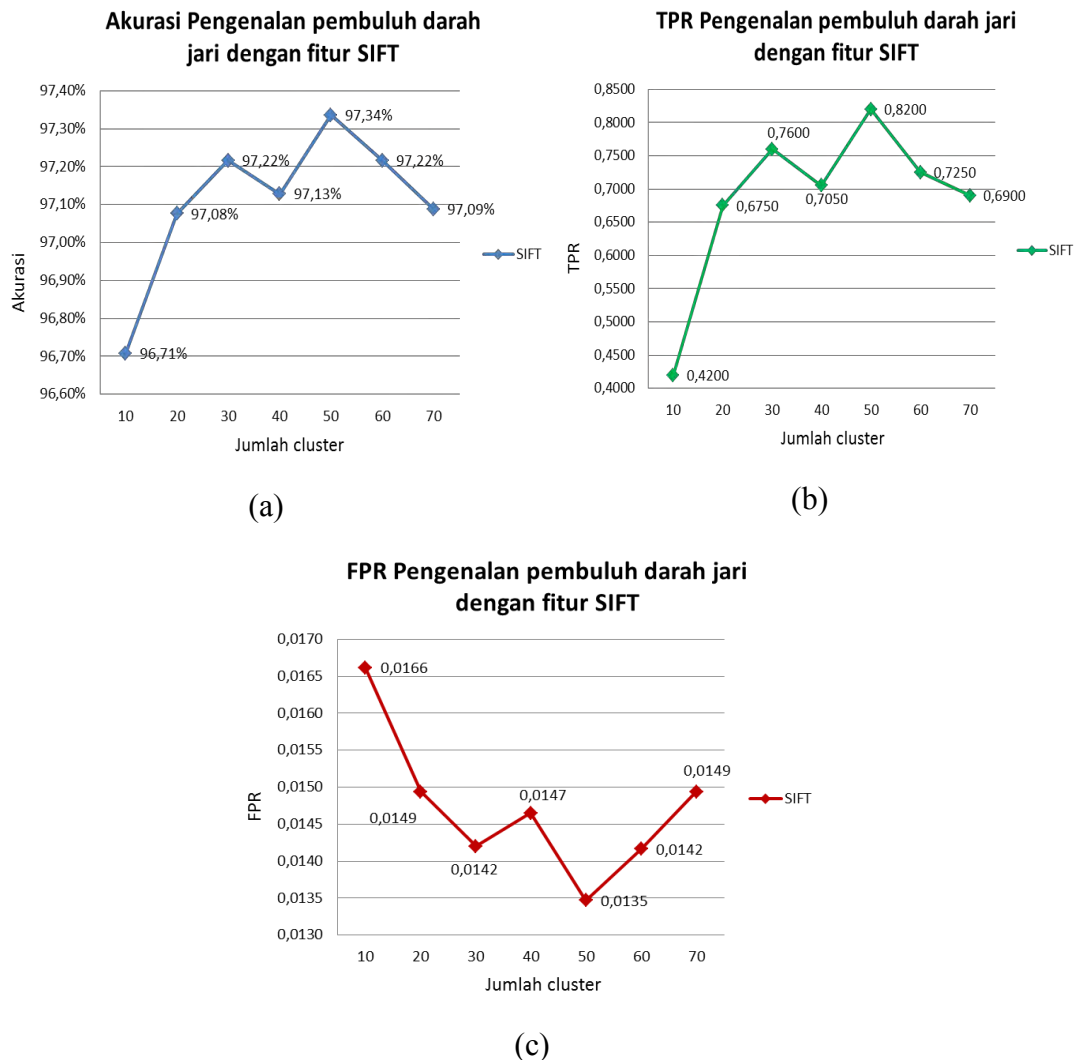 Akurasi Pengenalan pembuluh darah
jari dengan fitur SIFT
97,40%
97,30%
97,20%
97,10%
97,00%
96,90%
96,80%
96,70%
96,60%
Akurasi
96,71%
97,08%
97,22%
97,13%
97,34%
97,22%
97,09%
SIFT
10 20 30 40 50 60 70
Jumlah cluster
(a)
TPR Pengenalan pembuluh darah jari
dengan fitur SIFT
0,8500
0,8000
0,7500
0,7000
0,6500
0,6000
0,5500
0,5000
0,4500
0,4000
TPR
0,4200
0,6750
0,7600
0,7050
0,8200
0,7250
0,6900
SIFT
10 20 30 40 50 60 70
Jumlah cluster
(b)
FPR Pengenalan pembuluh darah jari
dengan fitur SIFT
0,0170
0,0165
0,0160
0,0155
0,0150
0,0145
0,0140
0,0135
0,0130
FPR
0,0166
0,0149
0,0142
0,0147
0,0135
0,0142
0,0149
SIFT
10 20 30 40 50 60 70
Jumlah cluster
(c)